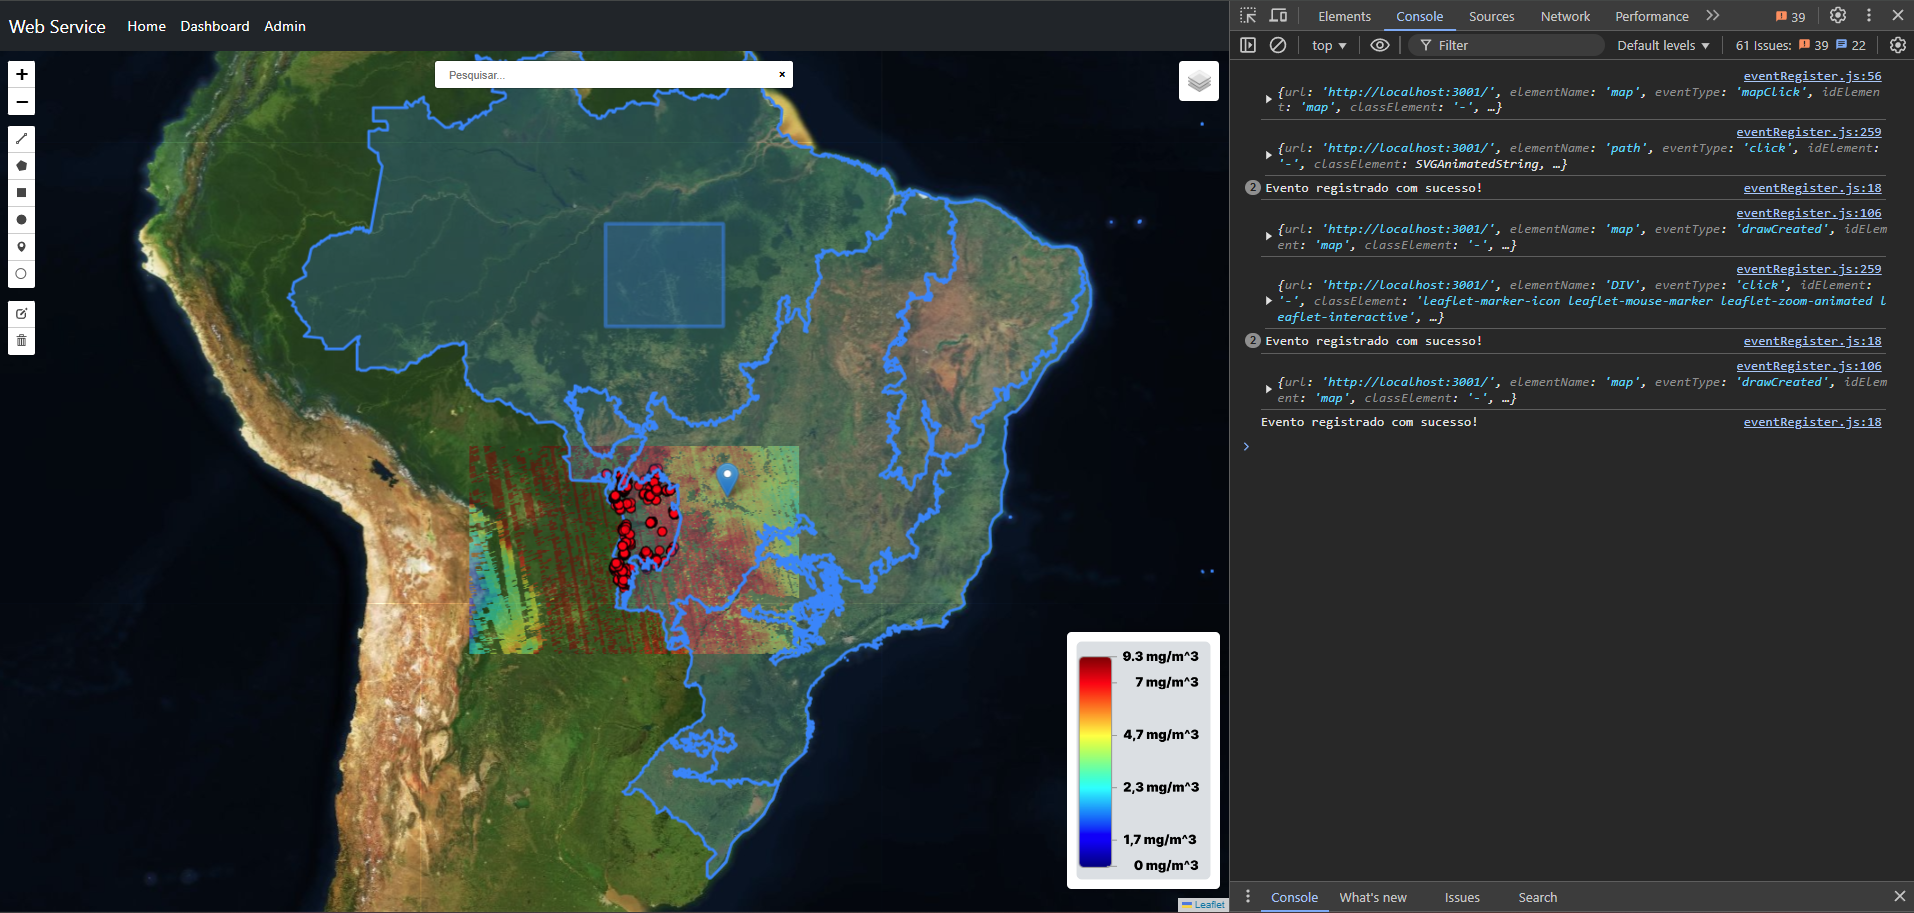 Web Service Home Dashboard Admin
+
−
Pesquisar... ×
9.3 mg/m^3
7 mg/m^3
4,7 mg/m^3
2,3 mg/m^3
1,7 mg/m^3
0 mg/m^3
Leaflet
Elements Console Sources Network Performance 39
top Filter Default levels 61 Issues: 39 22
eventRegister.js:56
{url: 'http://localhost:3001/', elementName: 'map', eventType: 'mapClick', idElemen
t: 'map', classElement: '-', …}
eventRegister.js:259
{url: 'http://localhost:3001/', elementName: 'path', eventType: 'click', idElement:
'-', classElement: SVGAnimatedString, …}
2 Evento registrado com sucesso! eventRegister.js:18
eventRegister.js:106
{url: 'http://localhost:3001/', elementName: 'map', eventType: 'drawCreated', idElem
ent: 'map', classElement: '-', …}
eventRegister.js:259
{url: 'http://localhost:3001/', elementName: 'DIV', eventType: 'click', idElement:
'-', classElement: 'leaflet-marker-icon leaflet-mouse-marker leaflet-zoom-animated l
eaflet-interactive', …}
2 Evento registrado com sucesso! eventRegister.js:18
eventRegister.js:106
{url: 'http://localhost:3001/', elementName: 'map', eventType: 'drawCreated', idElem
ent: 'map', classElement: '-', …}
Evento registrado com sucesso! eventRegister.js:18
Console What's new Issues Search